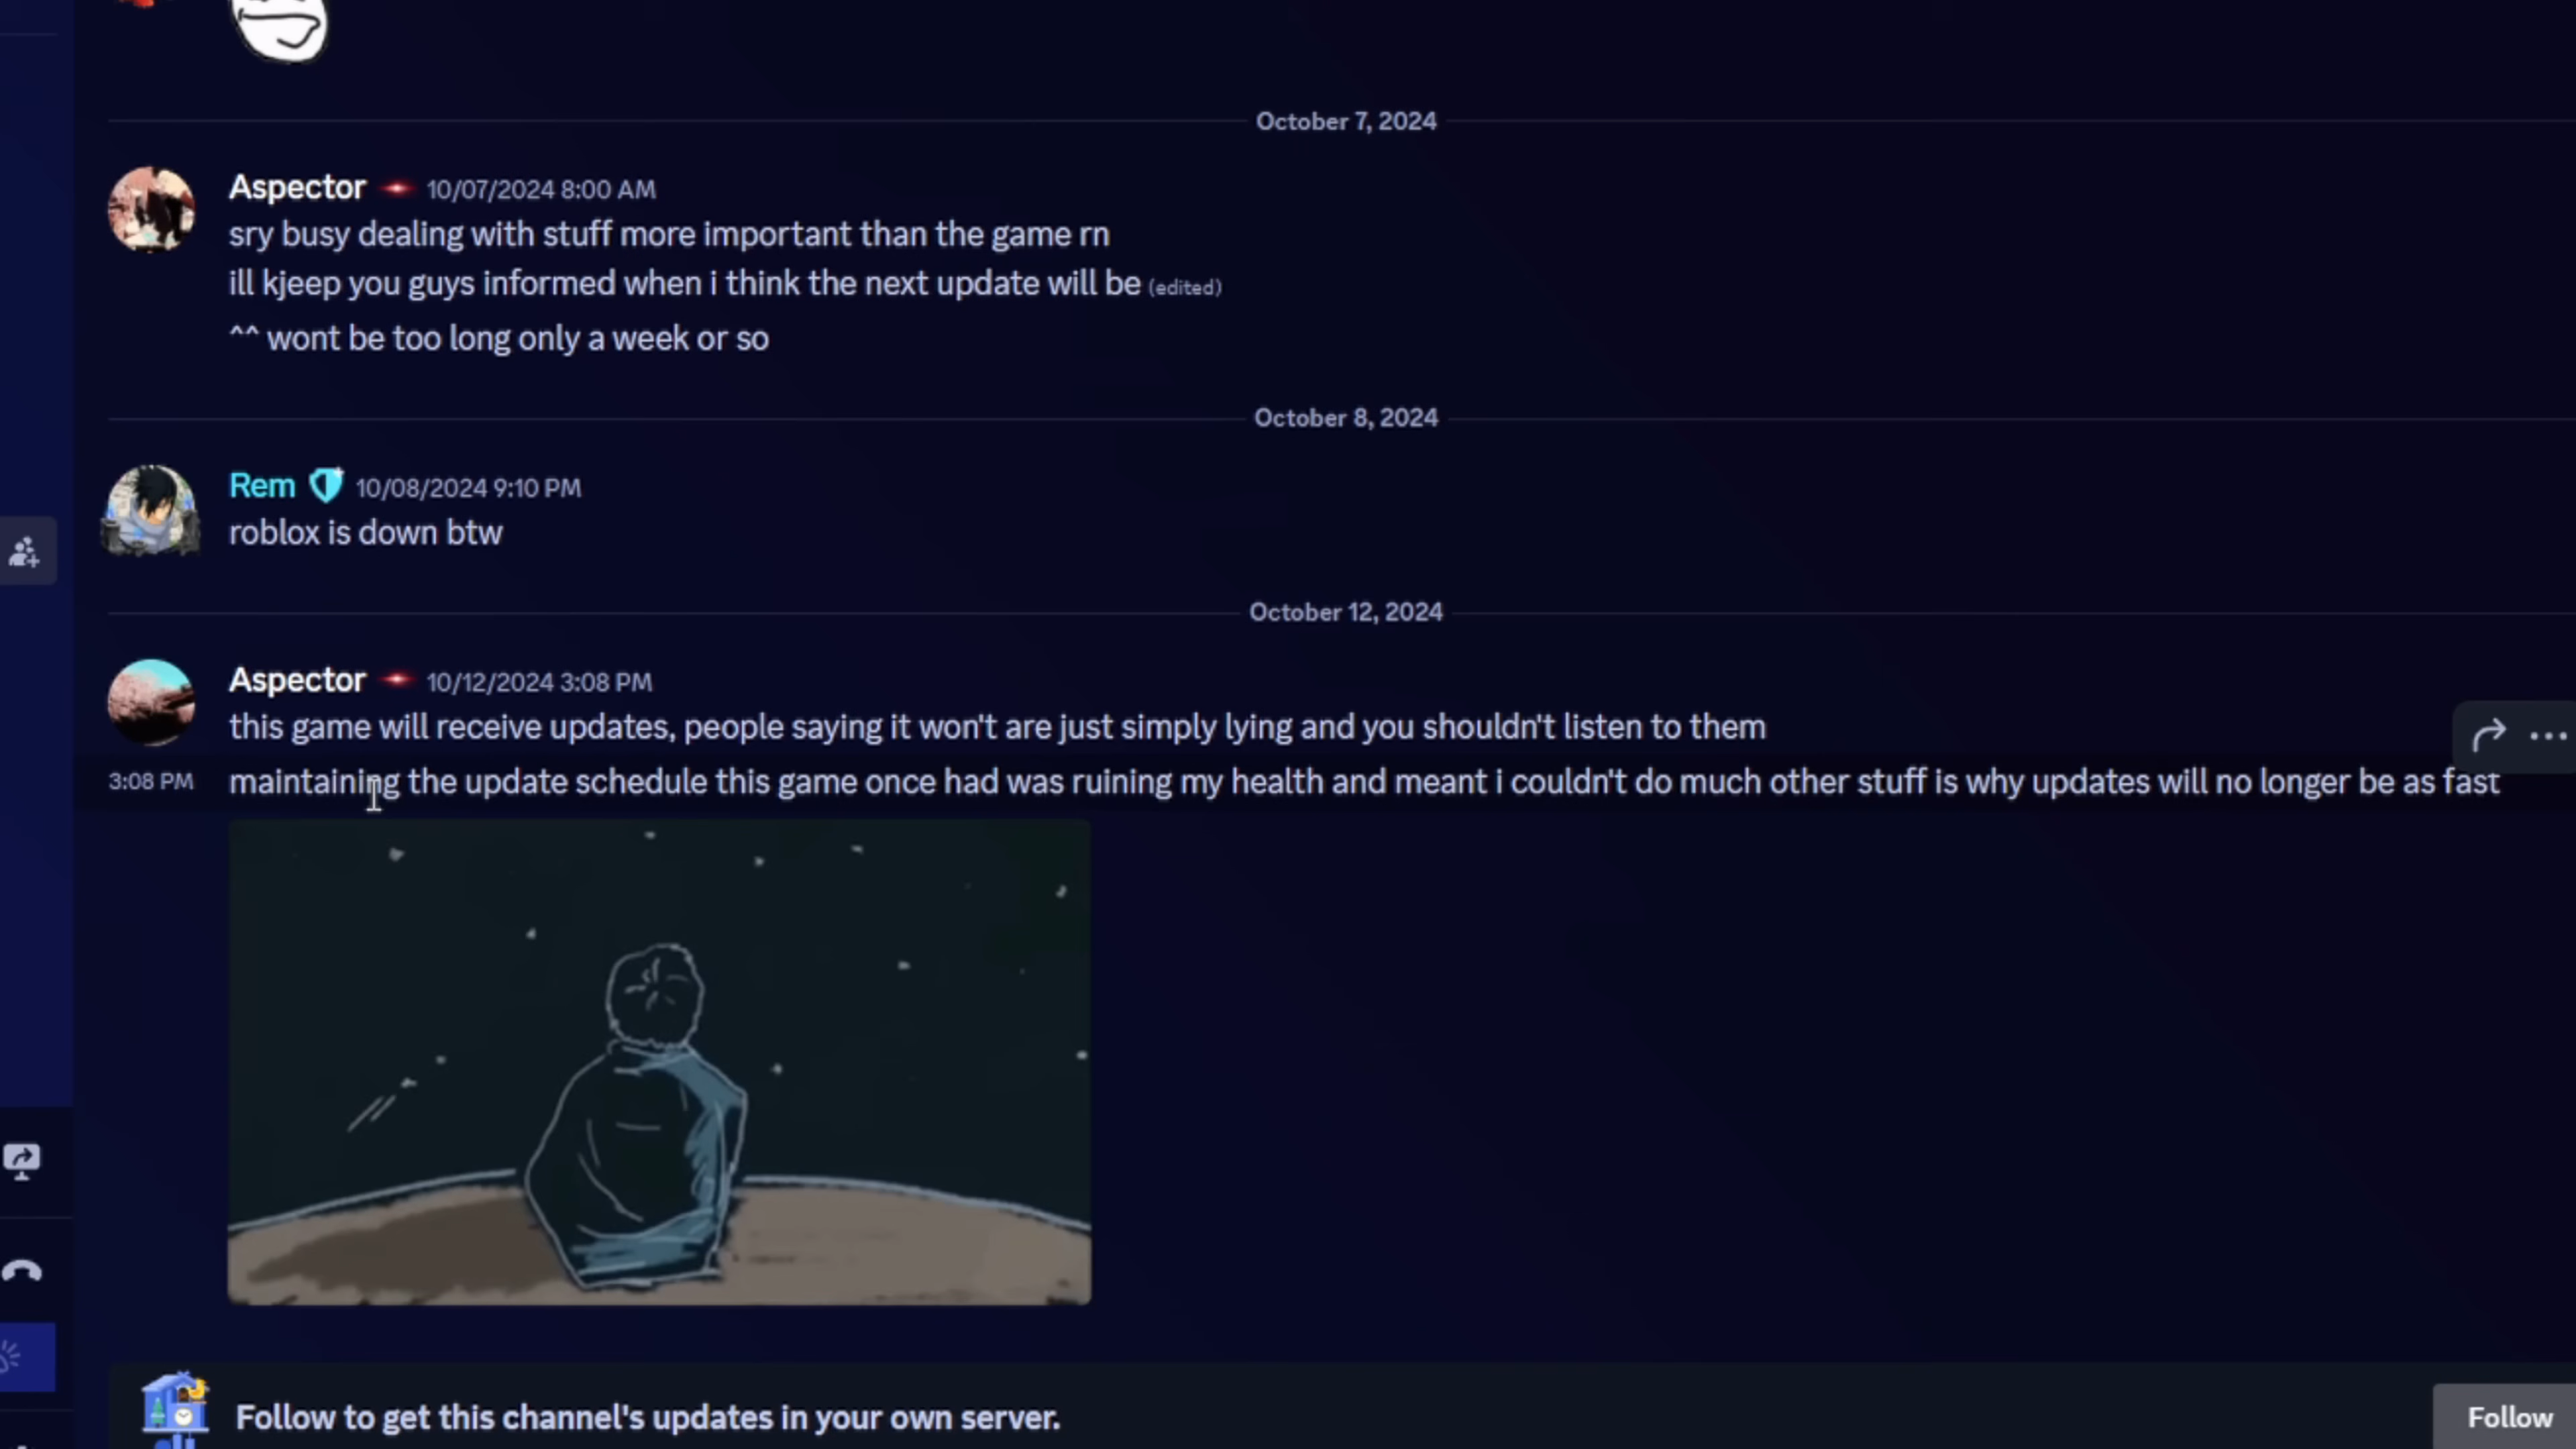 October 7, 2024
Aspector 10/07/2024 8:00 AM
sry busy dealing with stuff more important than the game rn
ill kjeep you guys informed when i think the next update will be (edited)
^^ wont be too long only a week or so
October 8, 2024
Rem 10/08/2024 9:10 PM
roblox is down btw
October 12, 2024
Aspector 10/12/2024 3:08 PM
this game will receive updates, people saying it won't are just simply lying and you shouldn't listen to them
3:08 PM maintaining the update schedule this game once had was ruining my health and meant i couldn't do much other stuff is why updates will no longer be as fast
Follow to get this channel's updates in your own server.
Follow